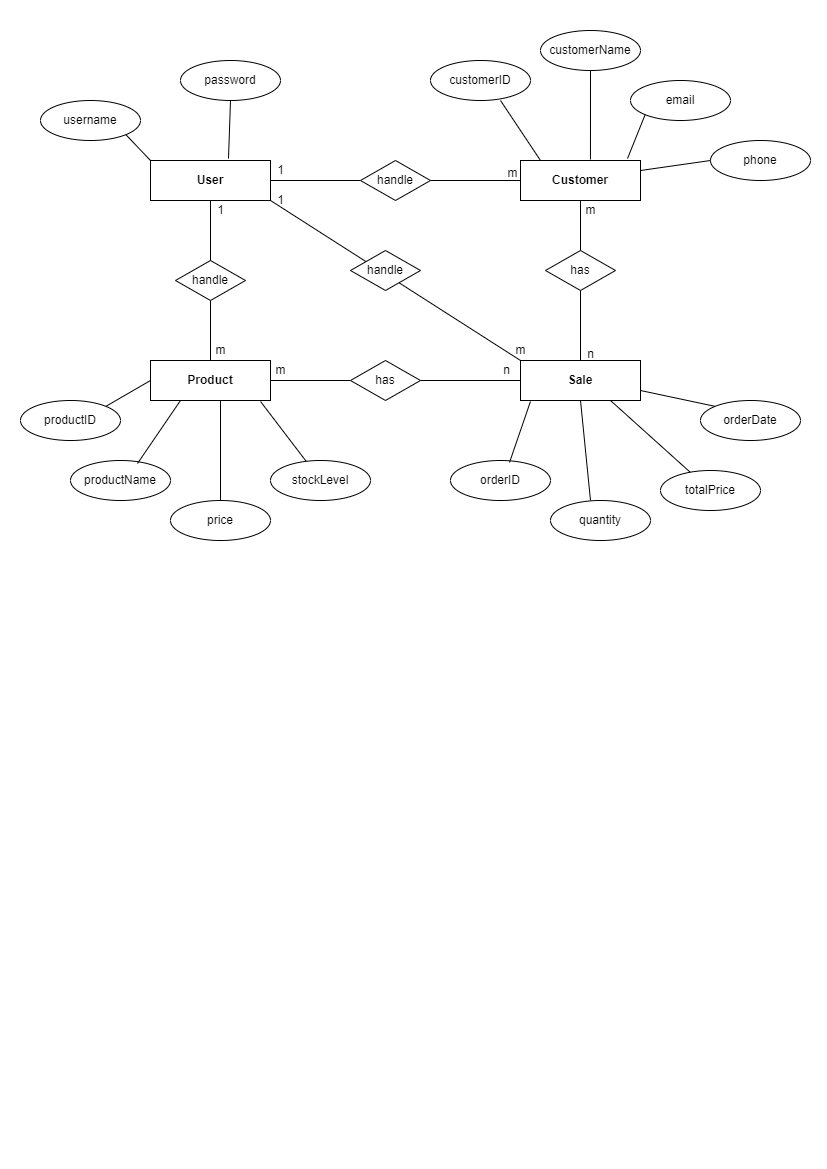 customerName
password
customerID
email
username
phone
User
1
handle
m
Customer
1
1
m
handle
handle
has
m
m
n
Product
m
has
n
Sale
productID
orderDate
productName
stockLevel
orderID
totalPrice
price
quantity